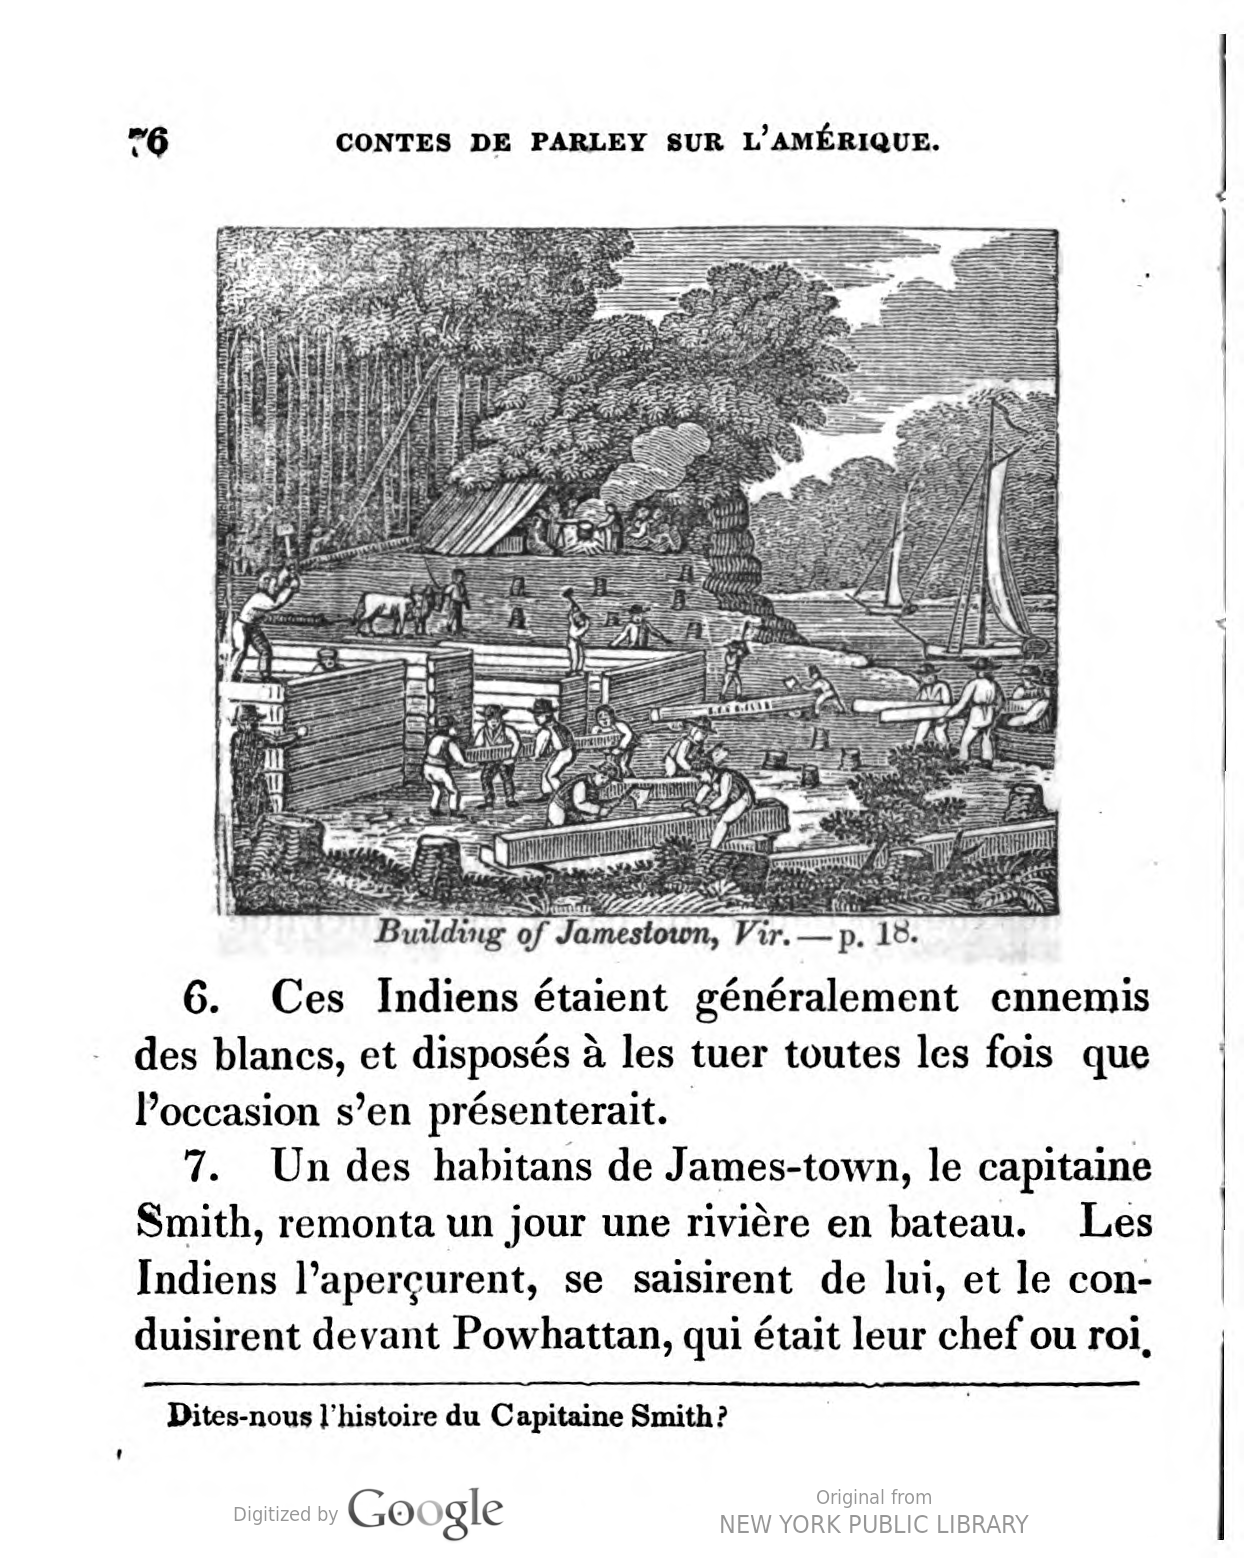 76
CONTES DE PARLEY SUR L'AMÉRIQUE.
Building of Jamestown, Vir. — p. 18.
6. Ces Indiens étaient généralement ennemis
des blancs, et disposés à les tuer toutes les fois que
l'occasion s'en présenterait.
7. Un des habitans de James-town, le capitaine
Smith, remonta un jour une rivière en bateau. Les
Indiens l'aperçurent, se saisirent de lui, et le con-
duisirent devant Powhattan, qui était leur chef ou roi.
Dites-nous l'histoire du Capitaine Smith?
Digitized by Google
Original from
NEW YORK PUBLIC LIBRARY